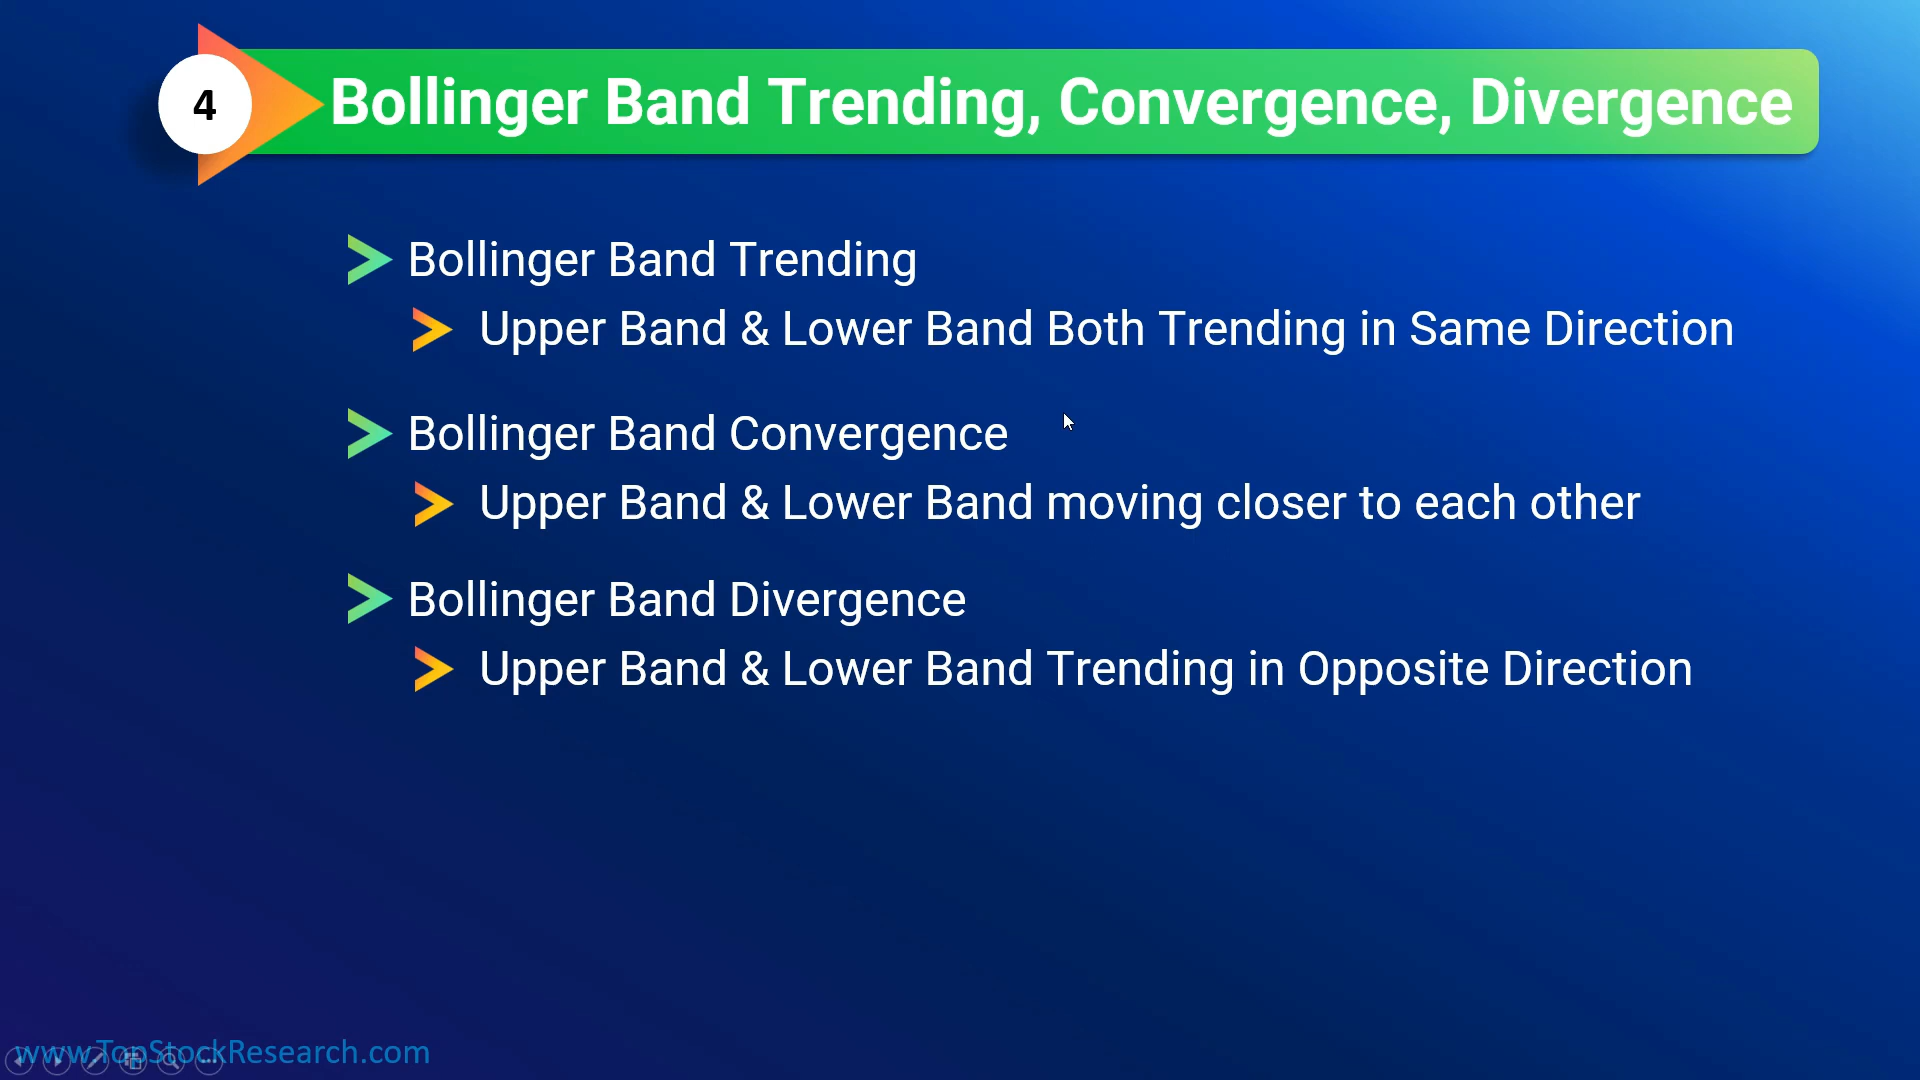 4
Bollinger Band Trending, Convergence, Divergence
Bollinger Band Trending
Upper Band & Lower Band Both Trending in Same Direction
Bollinger Band Convergence
Upper Band & Lower Band moving closer to each other
Bollinger Band Divergence
Upper Band & Lower Band Trending in Opposite Direction
www.TopStockResearch.com